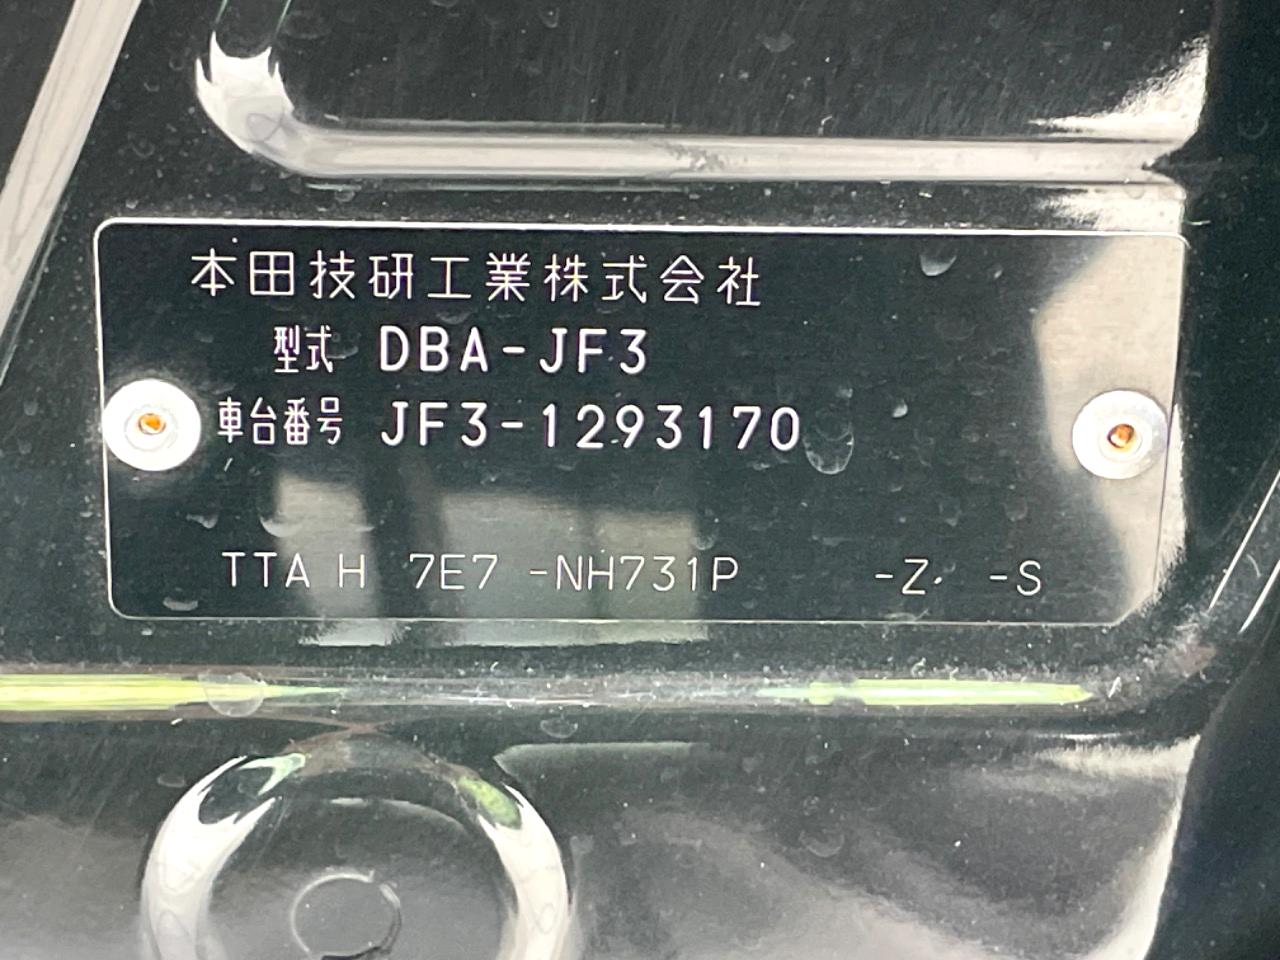 本田技研工業株式会社
型式 DBA-JF3
車台番号 JF3-1293170
TTA H 7E7 -NH731P -Z -S